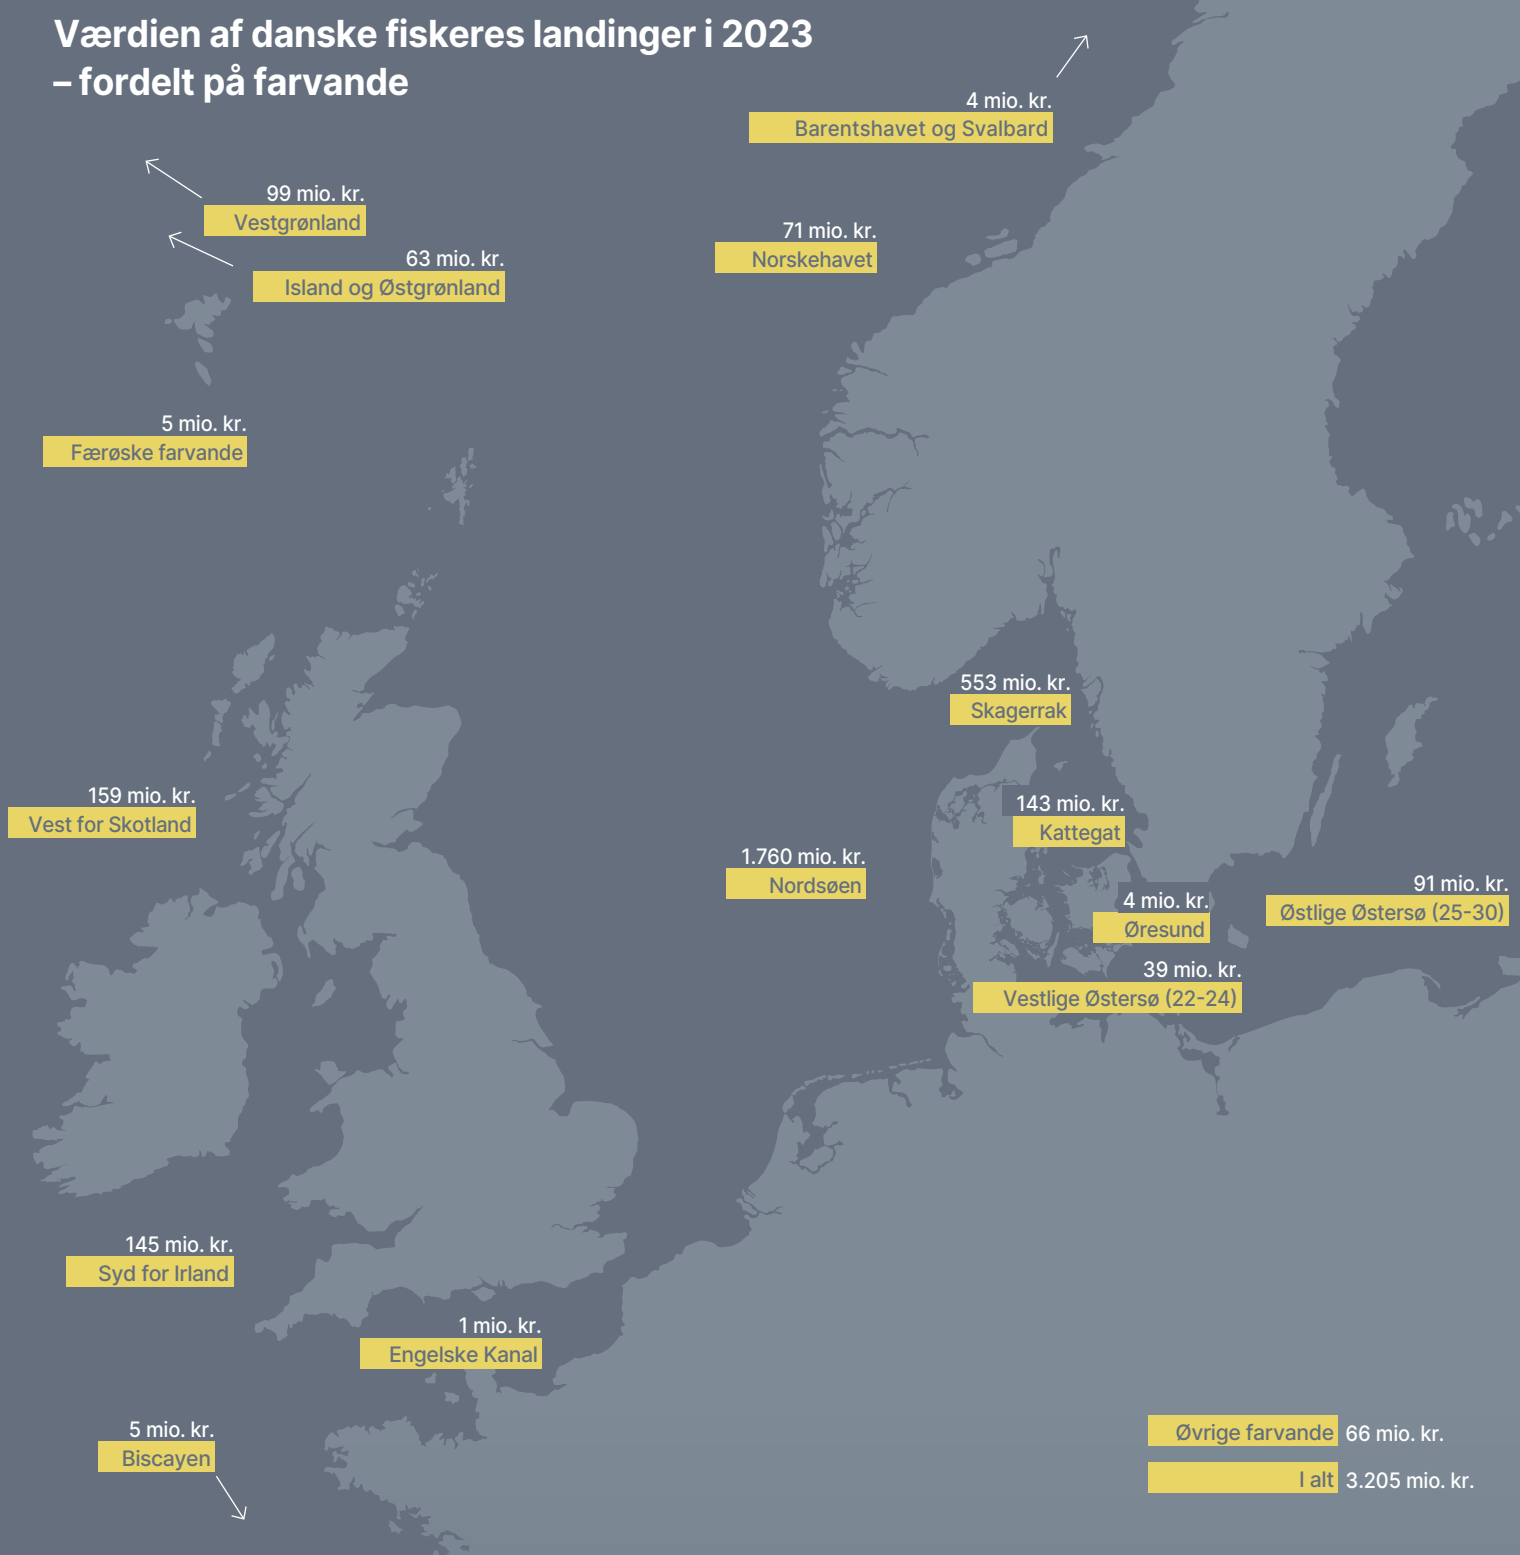 Værdien af danske fiskeres landinger i 2023
– fordelt på farvande
4 mio. kr.
Barentshavet og Svalbard
99 mio. kr.
Vestgrønland
71 mio. kr.
Norskehavet
63 mio. kr.
Island og Østgrønland
5 mio. kr.
Færøske farvande
553 mio. kr.
Skagerrak
159 mio. kr.
Vest for Skotland
143 mio. kr.
Kattegat
1.760 mio. kr.
Nordsøen
91 mio. kr.
Østlige Østersø (25-30)
4 mio. kr.
Øresund
39 mio. kr.
Vestlige Østersø (22-24)
145 mio. kr.
Syd for Irland
1 mio. kr.
Engelske Kanal
5 mio. kr.
Biscayen
Øvrige farvande 66 mio. kr.
I alt 3.205 mio. kr.